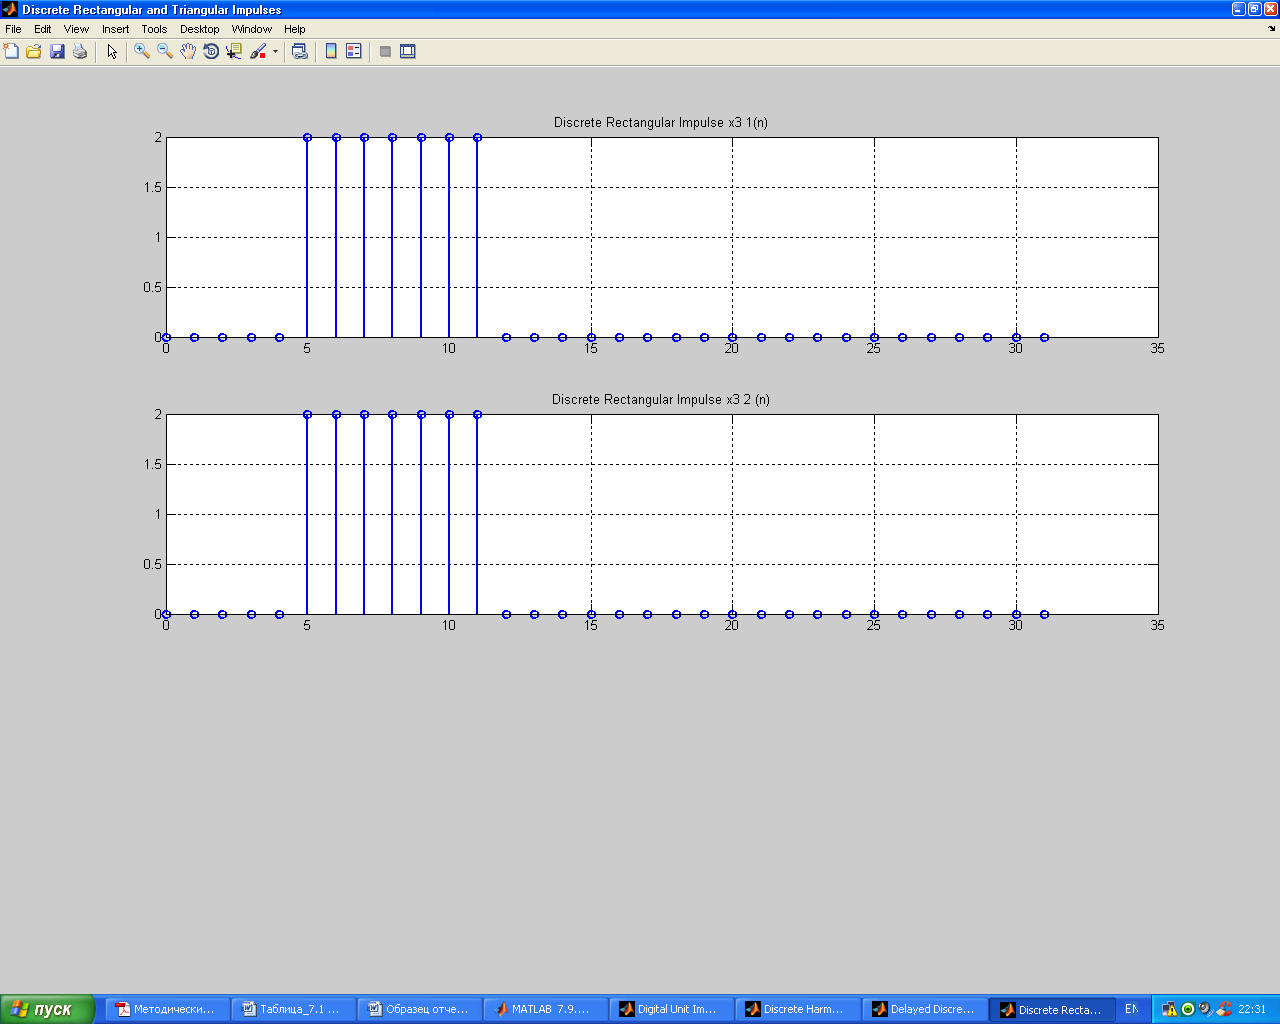 Discrete Rectangular and Triangular Impulses
File Edit View Insert Tools Desktop Window Help
Discrete Rectangular Impulse x3 1(n)
2
1.5
1
0.5
0
0 5 10 15 20 25 30 35
Discrete Rectangular Impulse x3 2 (n)
2
1.5
1
0.5
0
0 5 10 15 20 25 30 35
пуск Методически... Таблица_7.1 ... Образец отче... MATLAB 7.9.... Digital Unit Im... Discrete Harm... Delayed Discre... Discrete Recta... EN 22:31